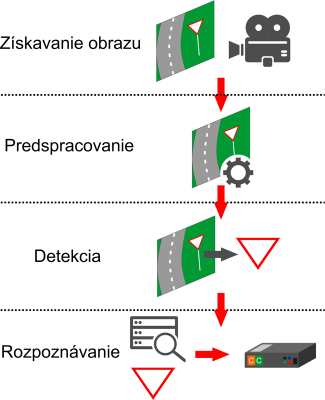 Získavanie obrazu
Predspracovanie
Detekcia
Rozpoznávanie
C C